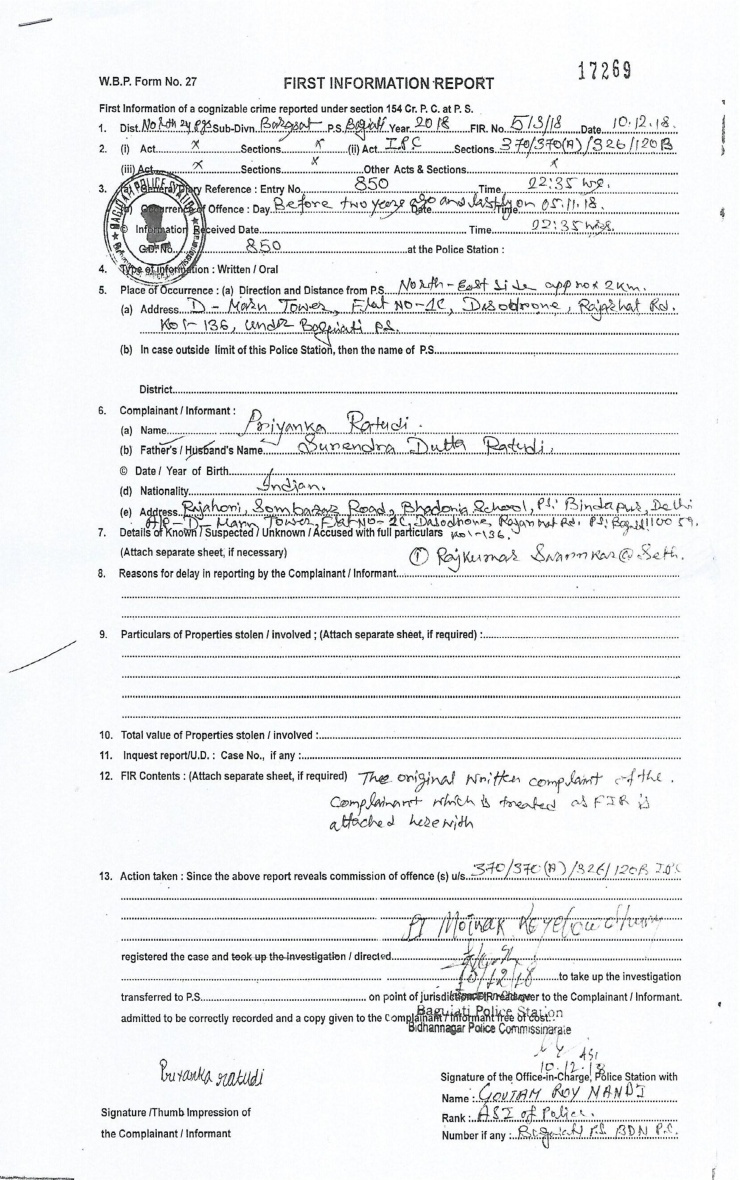 17269
W.B.P. Form No. 27 FIRST INFORMATION REPORT
First Information of a cognizable crime reported under section 154 Cr. P. C. at P. S.
1. Dist. North 24 pgs Sub-Divn. Barasat P.S. Baguiati Year 2018 FIR. No. 513/18 Date 10.12.18.
2. (i) Act x Sections x (ii) Act IPC Sections 370/370(A)/326/120B
(iii) Act x x Other Acts & Sections x
3. General Diary Reference : Entry No. 850 Time 22:35 hrs.
Occurrence of Offence : Day Before two years ago and lastly on 05.11.18. Date Time
© Information Received Date Time 22:35 hrs.
G.D. No. 850 at the Police Station :
BAGUIATI POLICE STATION
4. Type of information : Written / Oral
5. Place of Occurrence : (a) Direction and Distance from P.S. North-East Side approx 2 km.
(a) Address D - Mann Tower, Flat No-1C, Dasodrone, Rajarhat Rd.
Kol-136, under Baguiati P.S.
(b) In case outside limit of this Police Station, then the name of P.S.
District
6. Complainant / Informant :
(a) Name Priyanka Ratudi.
(b) Father's / Husband's Name Surendra Dutta Ratudi,
© Date / Year of Birth
(d) Nationality Indian.
(e) Address Rajahori, Sombazar Road, Bhadona School, P.S: Bindapur, Delhi
A/P- D- Mann Tower, Flat No- 2C, Dasodhone, Rajarhat Rd. P.S: Bagui 110059.
7. Details of Known / Suspected / Unknown / Accused with full particulars Kol-136.
(Attach separate sheet, if necessary) ① Rajkumar Swarnkar @ Seth.
8. Reasons for delay in reporting by the Complainant / Informant
9. Particulars of Properties stolen / involved ; (Attach separate sheet, if required) :
10. Total value of Properties stolen / involved :
11. Inquest report/U.D. : Case No., if any :
12. FIR Contents : (Attach separate sheet, if required) The original written complaint of the.
Complainant which is treated as FIR is
attached herewith
13. Action taken : Since the above report reveals commission of offence (s) u/s. 370/370(A)/326/120B IPC
PI Moinak
registered the case and took up the investigation / directed
10/12/18 to take up the investigation
transferred to P.S. on point of jurisdiction FIR read over to the Complainant / Informant.
admitted to be correctly recorded and a copy given to the Complainant / Informant free of cost.
Baguiati Police Station
Bidhannagar Police Commissinarate
ASI
10.12.18
Priyanka ratudi
Signature of the Office-in-Charge, Police Station with
Name : GOUTAM ROY MANDI
Signature /Thumb Impression of
Rank : ASI of Police.
the Complainant / Informant
Number if any : Baguiati P.S BDN P.C.